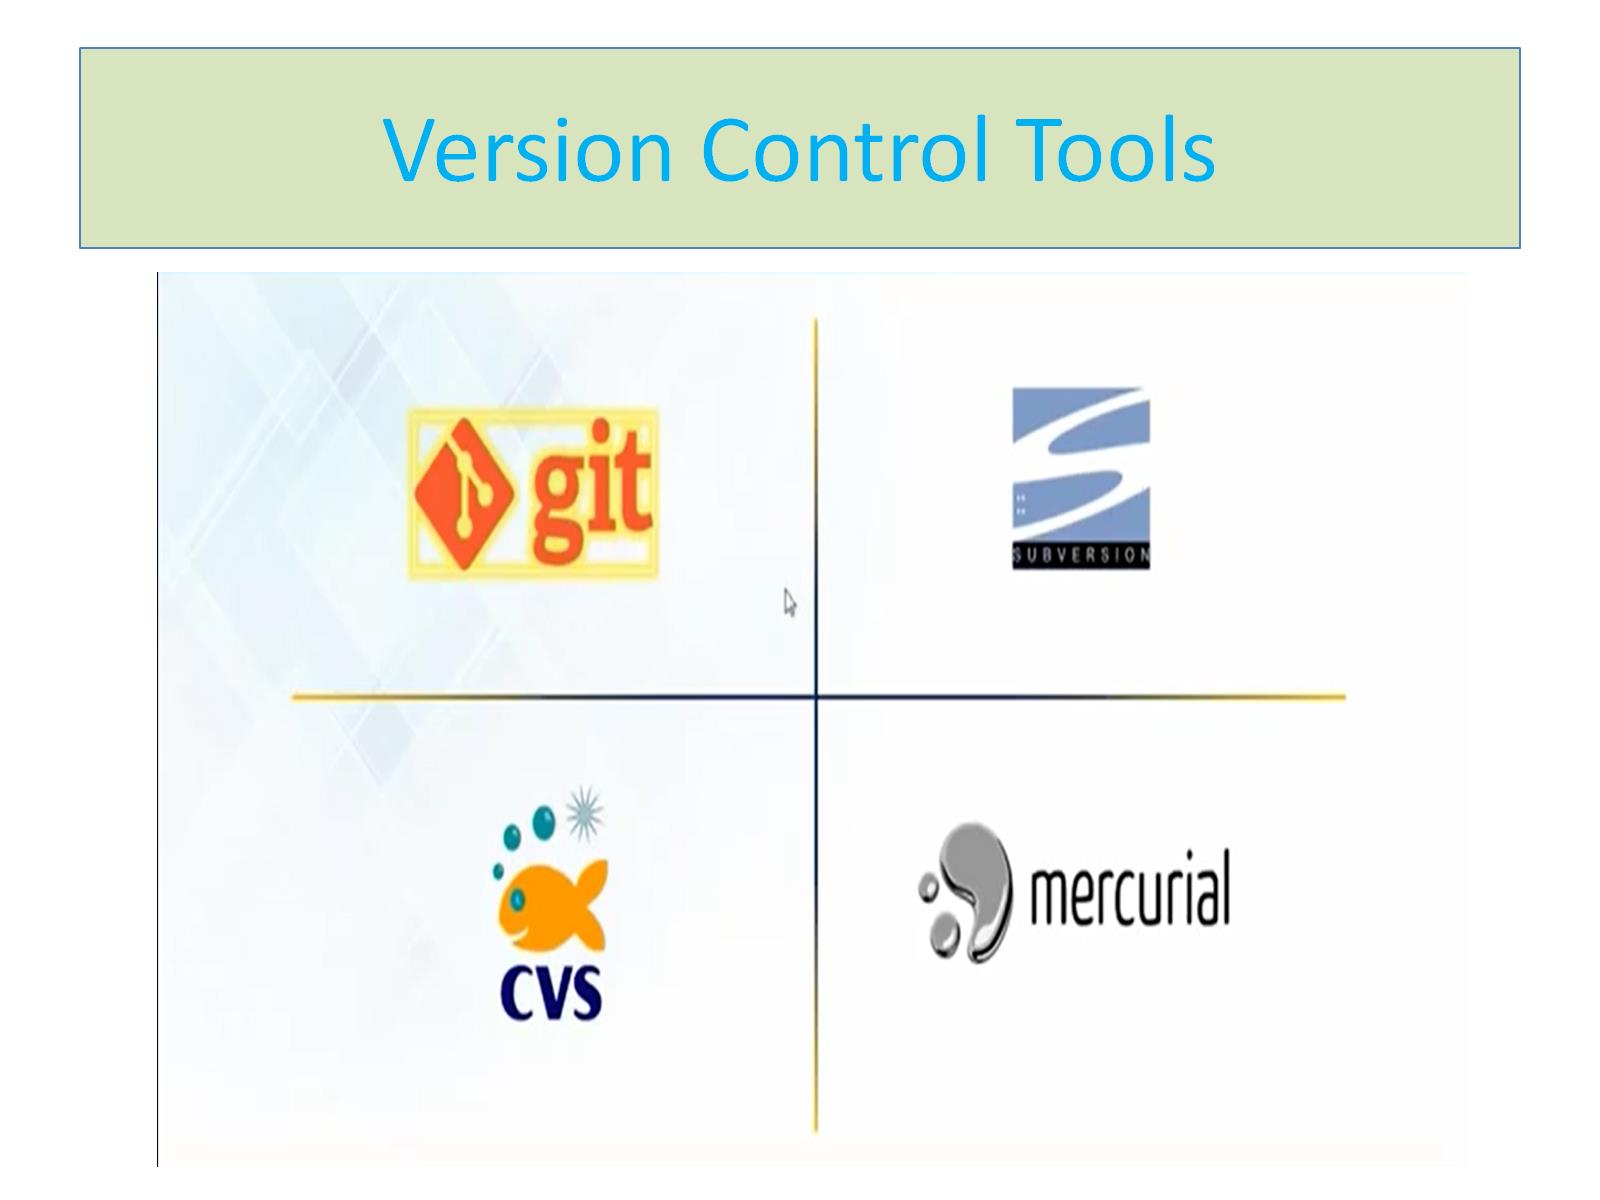 Version Control Tools
git
SUBVERSION
CVS
mercurial